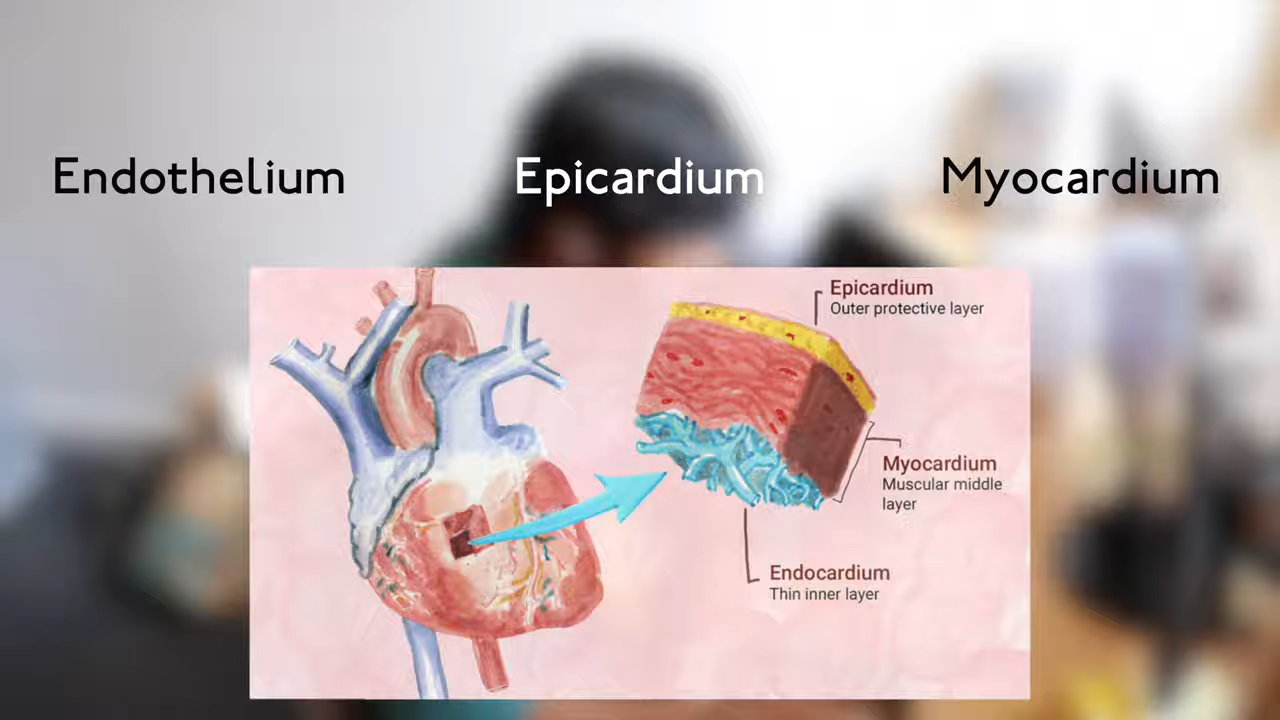 Endothelium
Epicardium
Myocardium
Epicardium
Outer protective layer
Myocardium
Muscular middle
layer
Endocardium
Thin inner layer